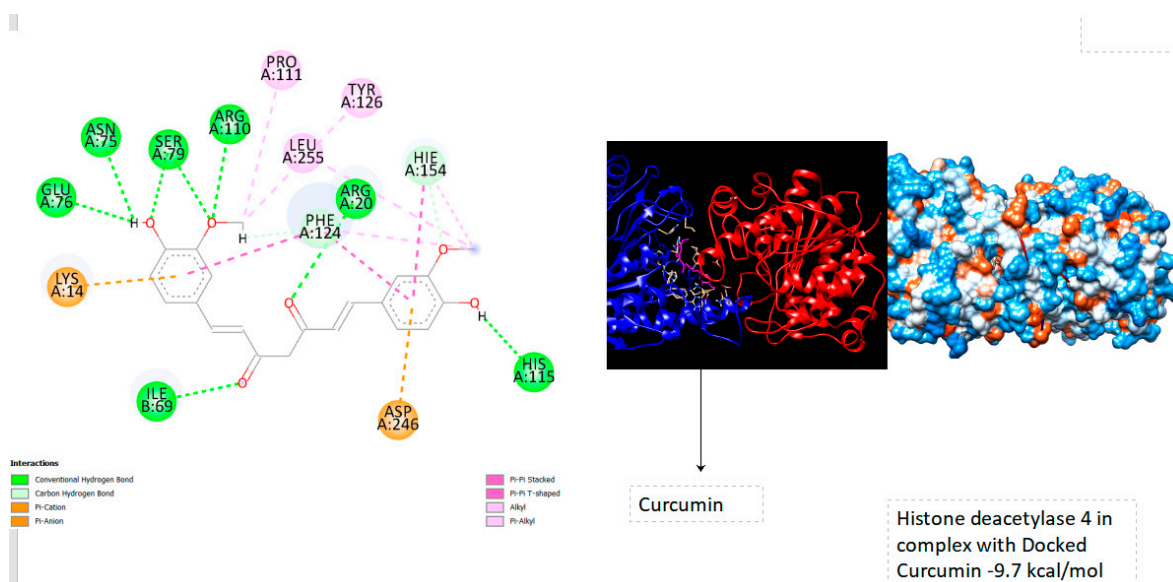 PRO
A:111
TYR
A:126
ASN
A:75
SER
A:79
ARG
A:110
LEU
A:255
HIE
A:154
GLU
A:76
ARG
A:20
PHE
A:124
H
O
O
H
O
LYS
A:14
O
O
H
HIS
A:115
ILE
B:69
O
ASP
A:246
Interactions
Conventional Hydrogen Bond
Carbon Hydrogen Bond
Pi-Cation
Pi-Anion
Pi-Pi Stacked
Pi-Pi T-shaped
Alkyl
Pi-Alkyl
Curcumin
Histone deacetylase 4 in
complex with Docked
Curcumin -9.7 kcal/mol